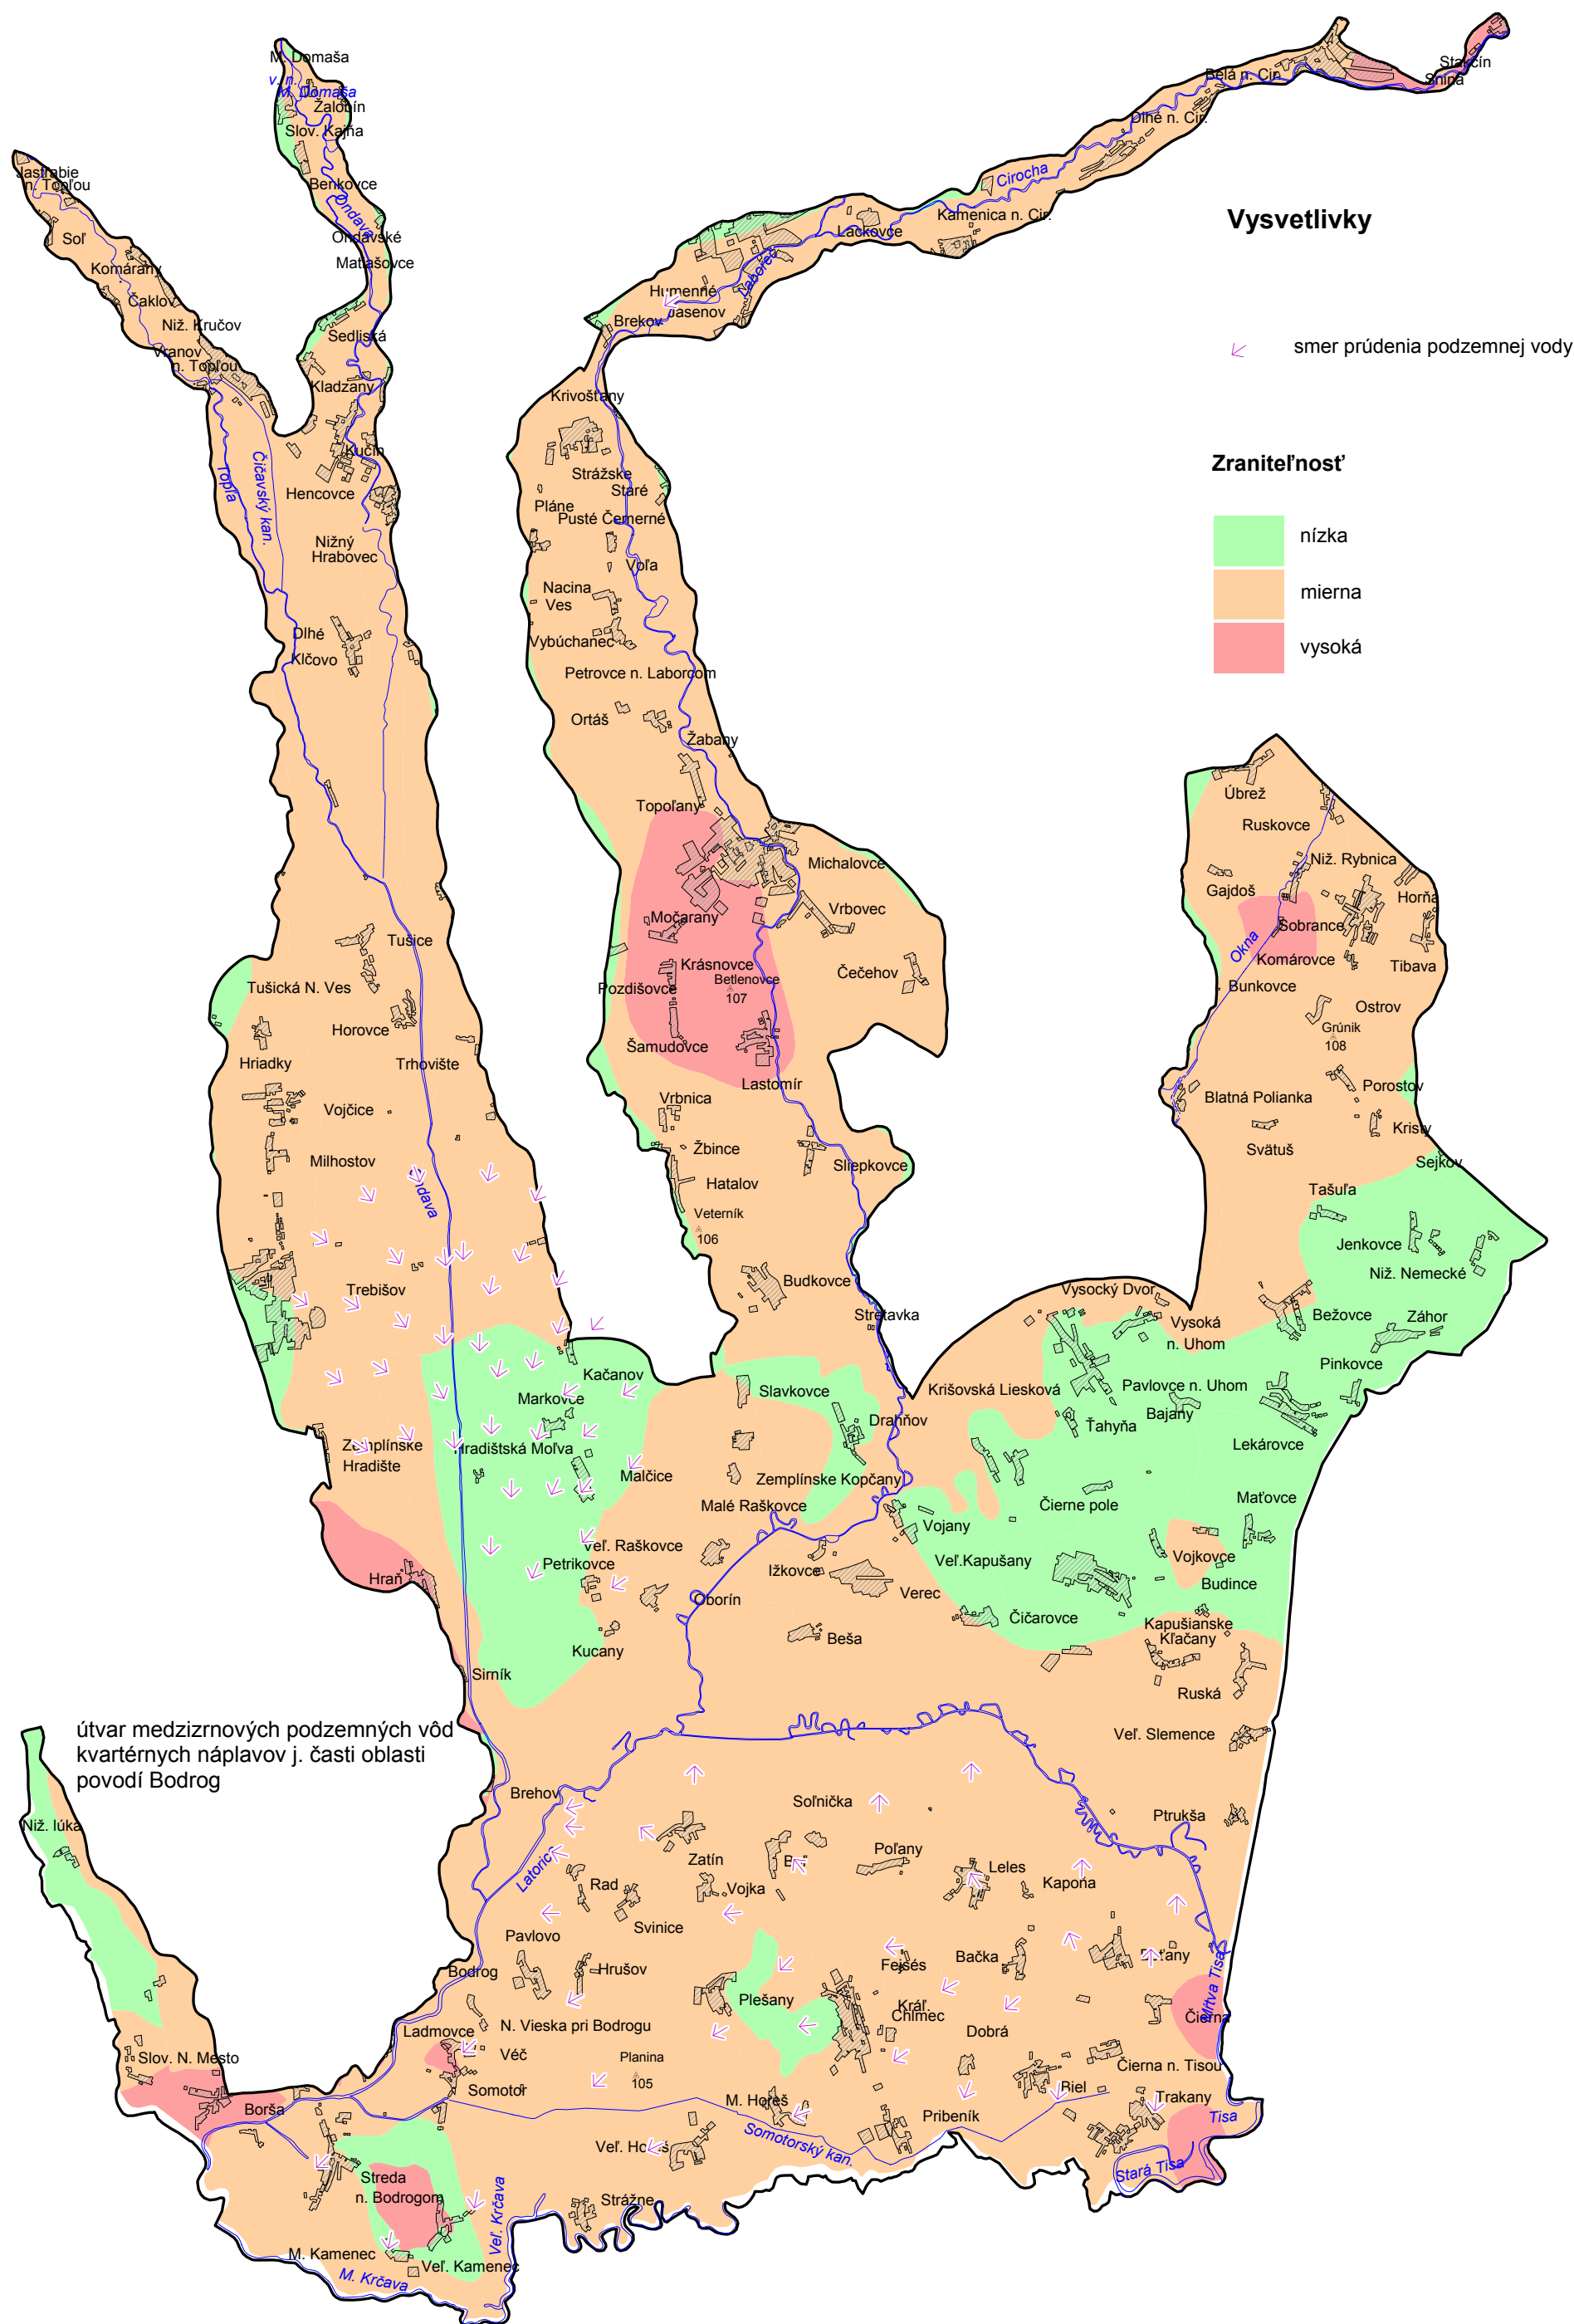 M. Domaša
v. n.
M. Domaša
Žalobín
Slov. Kajňa
Benkovce
Ondava
Ondavské
Matiašovce
Sedliská
Kladzany
Kučín
Hencovce
Nižný
Hrabovec
Jastrabie
n. Topľou
Soľ
Komárany
Čaklov
Niž. Kručov
Vranov
n. Topľou
Topľa
Čičavský kan.
Dlhé
Klčovo
Stakčín
Snina
Belá n. Cir.
Dlhé n. Cir.
Cirocha
Kamenica n. Cir.
Lackovce
Laborec
Humenné
Jasenov
Brekov
Vysvetlivky
smer prúdenia podzemnej vody
Zraniteľnosť
nízka
mierna
vysoká
Krivošťany
Strážske
Staré
Pláne
Pusté Čemerné
Voľa
Nacina
Ves
Vybúchanec
Petrovce n. Laborcom
Ortáš
Žabany
Topoľany
Michalovce
Vrbovec
Močarany
Krásnovce
Betlenovce
107
Čečehov
Pozdišovce
Šamudovce
Lastomír
Vrbnica
Žbince
Sliepkovce
Hatalov
Veterník
106
Budkovce
Stretavka
Úbrež
Ruskovce
Niž. Rybnica
Gajdoš
Horňa
Sobrance
Okna
Komárovce
Tibava
Bunkovce
Ostrov
Grúnik
108
Porostov
Blatná Polianka
Kristy
Svätuš
Sejkov
Tašuľa
Jenkovce
Niž. Nemecké
Bežovce
Záhor
Pinkovce
Vysocký Dvor
Vysoká
n. Uhom
Krišovská Liesková
Pavlovce n. Uhom
Bajany
Ťahyňa
Lekárovce
Čierne pole
Maťovce
Vojany
Veľ.Kapušany
Vojkovce
Budince
Čičarovce
Kapušianske
Kľačany
Ruská
Veľ. Slemence
Tušice
Tušická N. Ves
Horovce
Hriadky
Trhovište
Vojčice
Milhostov
Ondava
Trebišov
Kačanov
Markovce
Slavkovce
Drahňov
Zemplínske
Hradište
Hradištská Moľva
Malčice
Zemplínske Kopčany
Malé Raškovce
Veľ. Raškovce
Petrikovce
Ižkovce
Verec
Hraň
Oborín
Beša
Kucany
Sirník
útvar medzizrnových podzemných vôd
kvartérnych náplavov j. časti oblasti
povodí Bodrog
Niž. lúka
Brehov
Soľnička
Ptrukša
Latorica
Zatín
Poľany
Leles
Kapoňa
Rad
Vojka
Svinice
Pavlovo
Bodrog
Hrušov
Fejsés
Bačka
Plešany
Kráľ.
Chlmec
Mŕtva Tisa
Čierna
N. Vieska pri Bodrogu
Ladmovce
Dobrá
Véč
Planina
105
Čierna n. Tisou
Slov. N. Mesto
Somotor
Borša
M. Horeš
Biel
Trakany
Pribeník
Tisa
Somotorský kan.
Stará Tisa
Streda
n. Bodrogom
Strážne
Veľ. Krčava
M. Kamenec
Veľ. Kamenec
M. Krčava